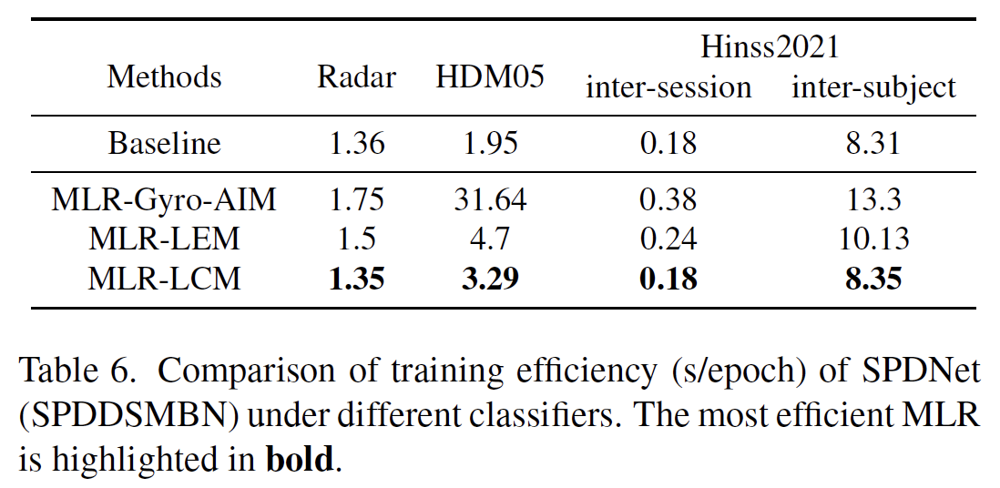 Hinss2021
Methods Radar HDM05 inter-session inter-subject
Baseline 1.36 1.95 0.18 8.31
MLR-Gyro-AIM 1.75 31.64 0.38 13.3
MLR-LEM 1.5 4.7 0.24 10.13
MLR-LCM 1.35 3.29 0.18 8.35
Table 6. Comparison of training efficiency (s/epoch) of SPDNet
(SPDDSMBN) under different classifiers. The most efficient MLR
is highlighted in bold.